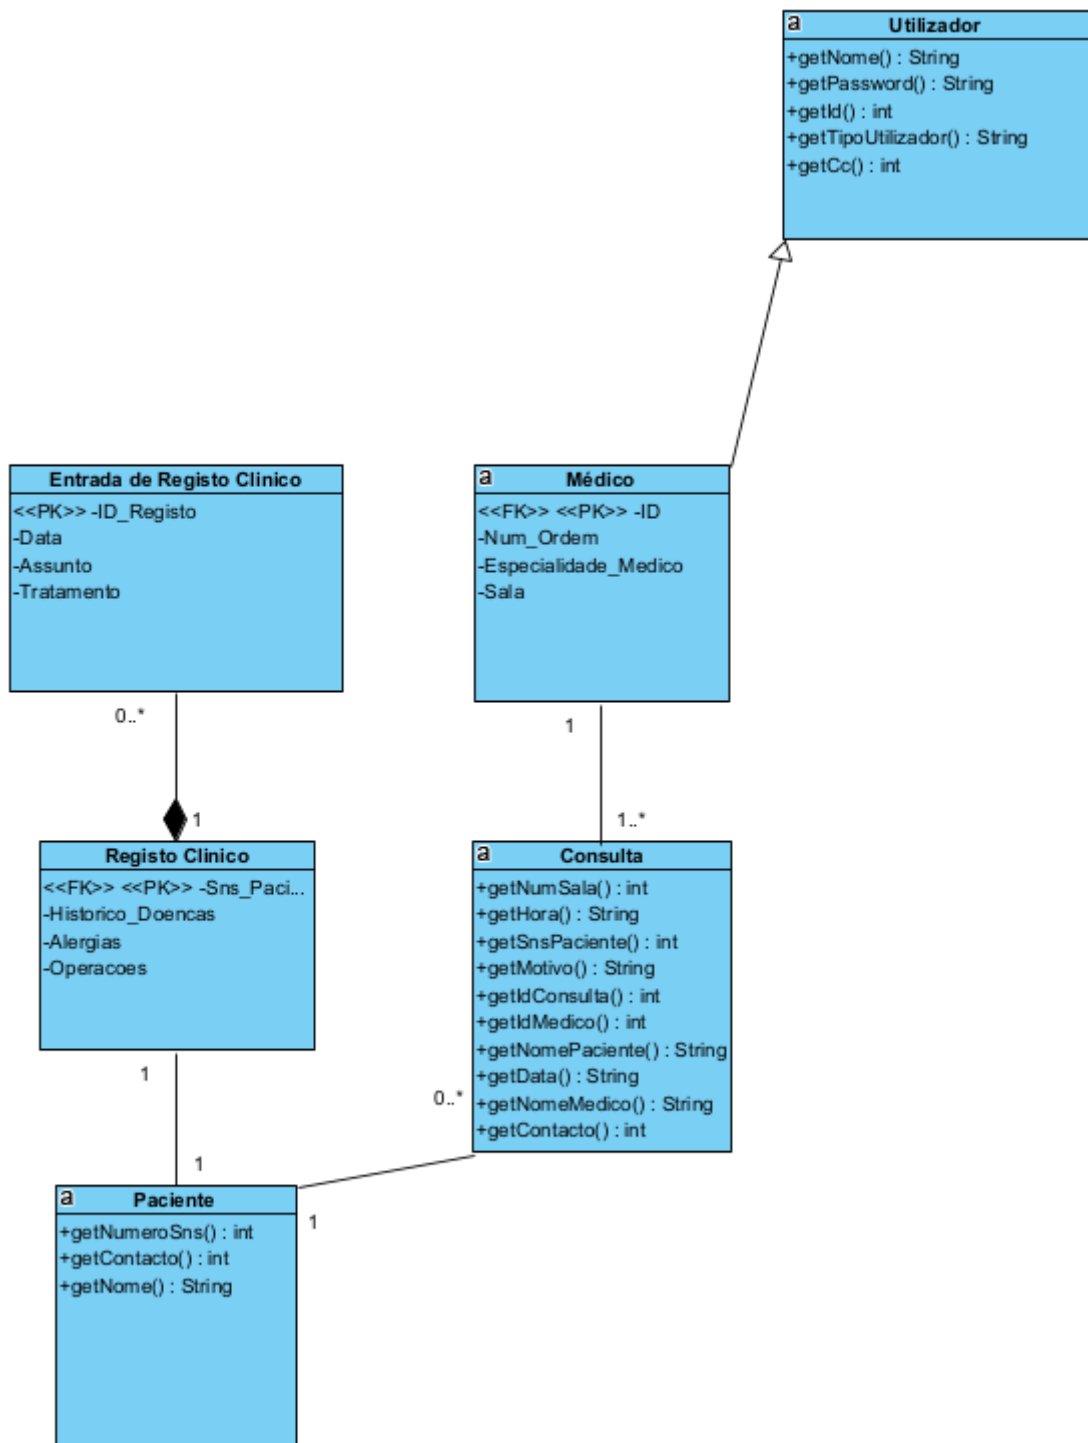 a Utilizador
+getNome() : String
+getPassword() : String
+getId() : int
+getTipoUtilizador() : String
+getCc() : int
Entrada de Registo Clinico
<<PK>> -ID_Registo
-Data
-Assunto
-Tratamento
a Médico
<<FK>> <<PK>> -ID
-Num_Ordem
-Especialidade_Medico
-Sala
0..*
1
1
1..*
Registo Clinico
<<FK>> <<PK>> -Sns_Paci...
-Historico_Doencas
-Alergias
-Operacoes
a Consulta
+getNumSala() : int
+getHora() : String
+getSnsPaciente() : int
+getMotivo() : String
+getIdConsulta() : int
+getIdMedico() : int
+getNomePaciente() : String
+getData() : String
+getNomeMedico() : String
+getContacto() : int
1
0..*
1
1
a Paciente
+getNumeroSns() : int
+getContacto() : int
+getNome() : String